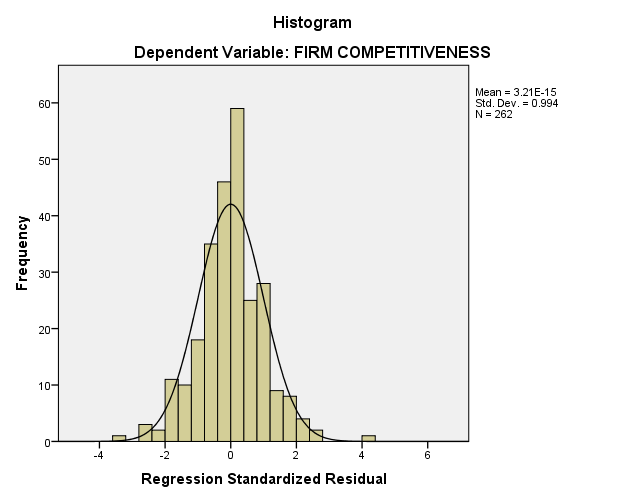 Histogram
Dependent Variable: FIRM COMPETITIVENESS
Mean = 3.21E-15
Std. Dev. = 0.994
N = 262
60
50
40
30
20
10
0
Frequency
-4 -2 0 2 4 6
Regression Standardized Residual